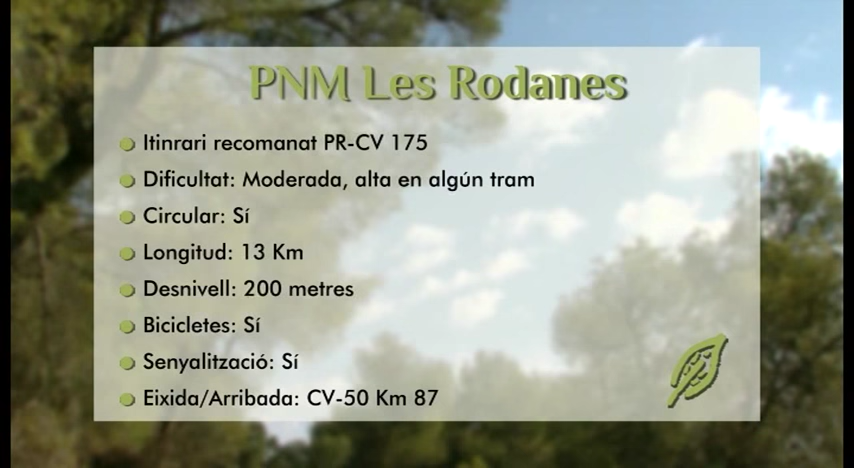 PNM Les Rodanes
Itinrari recomanat PR-CV 175
Dificultat: Moderada, alta en algún tram
Circular: Sí
Longitud: 13 Km
Desnivell: 200 metres
Bicicletes: Sí
Senyalització: Sí
Eixida/Arribada: CV-50 Km 87